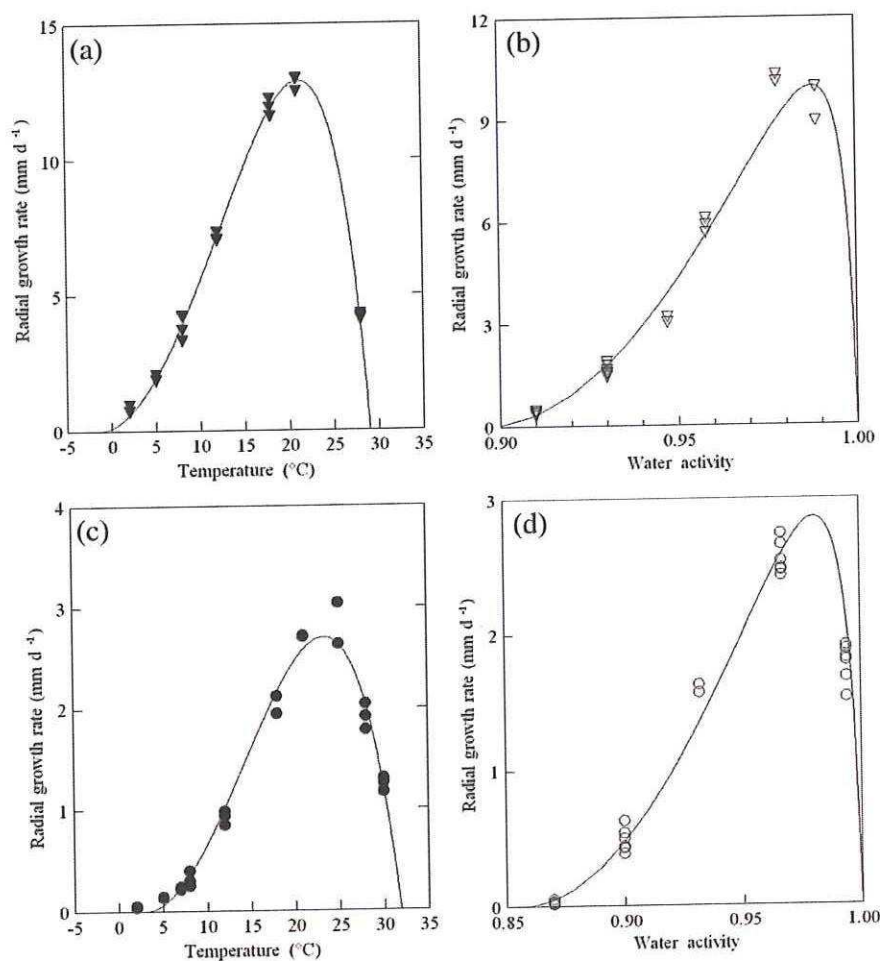 (a)
15
10
5
0
-5 0 5 10 15 20 25 30 35
Temperature (°C)
Radial growth rate (mm d -1)
(b)
12
9
6
3
0
0.90 0.95 1.00
Water activity
Radial growth rate (mm d -1)
(c)
4
3
2
1
0
-5 0 5 10 15 20 25 30 35
Temperature (°C)
Radial growth rate (mm d -1)
(d)
3
2
1
0
0.85 0.90 0.95 1.00
Water activity
Radial growth rate (mm d -1)